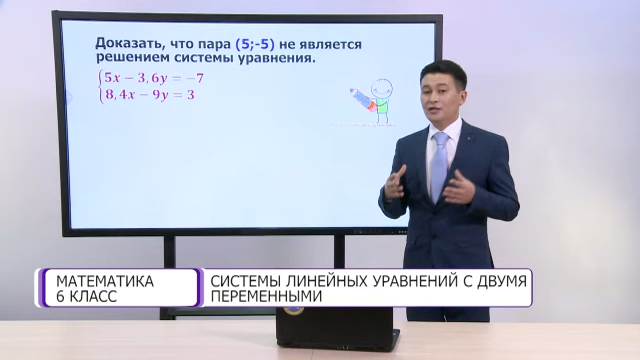 Доказать, что пара (5;-5) не является
решением системы уравнения.
{5x − 3,6y = −7
8,4x − 9y = 3
МАТЕМАТИКА
6 КЛАСС
СИСТЕМЫ ЛИНЕЙНЫХ УРАВНЕНИЙ С ДВУМЯ
ПЕРЕМЕННЫМИ